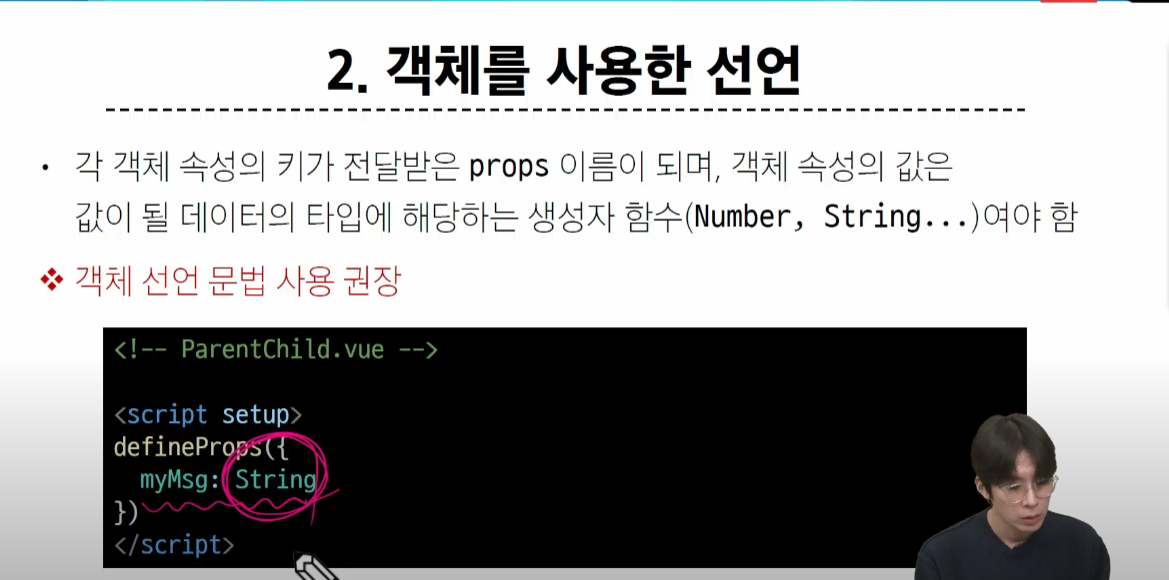 2. 객체를 사용한 선언
• 각 객체 속성의 키가 전달받은 props 이름이 되며, 객체 속성의 값은
값이 될 데이터의 타입에 해당하는 생성자 함수(Number, String...)여야 함
❖ 객체 선언 문법 사용 권장
<!-- ParentChild.vue -->
<script setup>
defineProps({
  myMsg: String
})
</script>